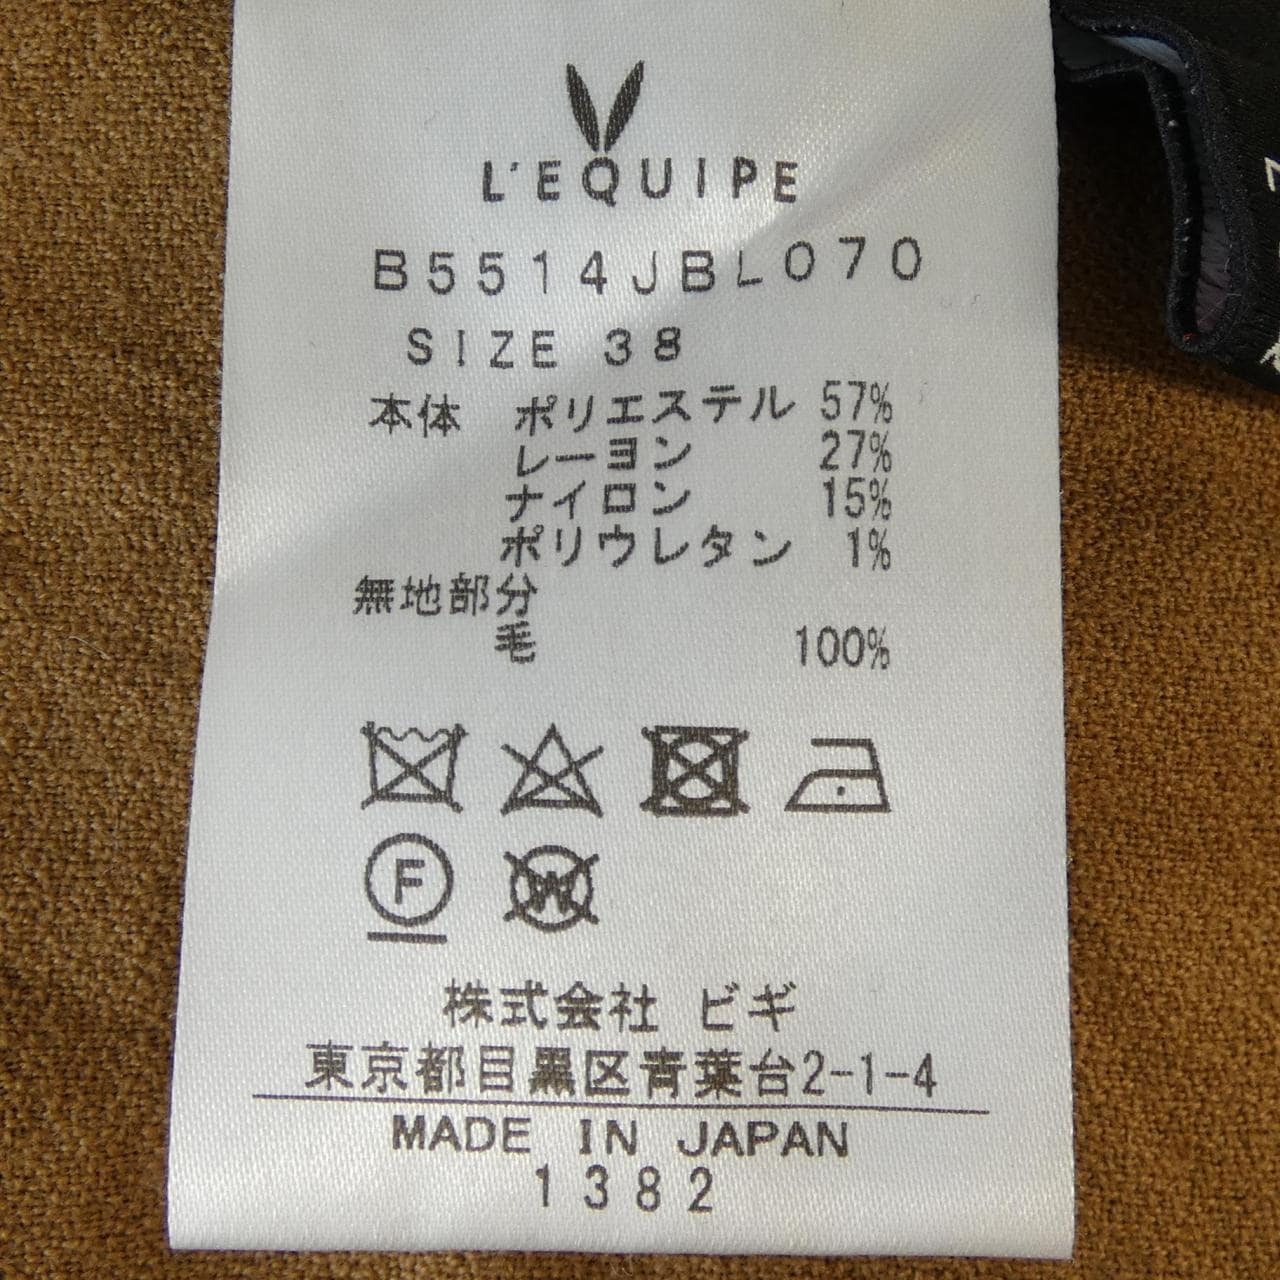 L'EQUIPE
B5514JBL070
SIZE 38
本体 ポリエステル 57%
レーヨン 27%
ナイロン 15%
ポリウレタン 1%
無地部分
毛 100%
F
W
株式会社 ビギ
東京都目黒区青葉台2-1-4
MADE IN JAPAN
1382